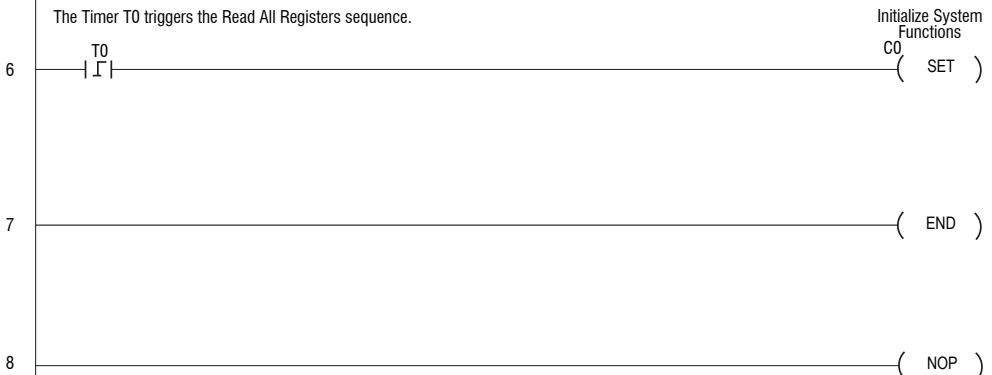 The Timer T0 triggers the Read All Registers sequence.
Initialize System
Functions
T0
C0
6
SET
7
END
8
NOP